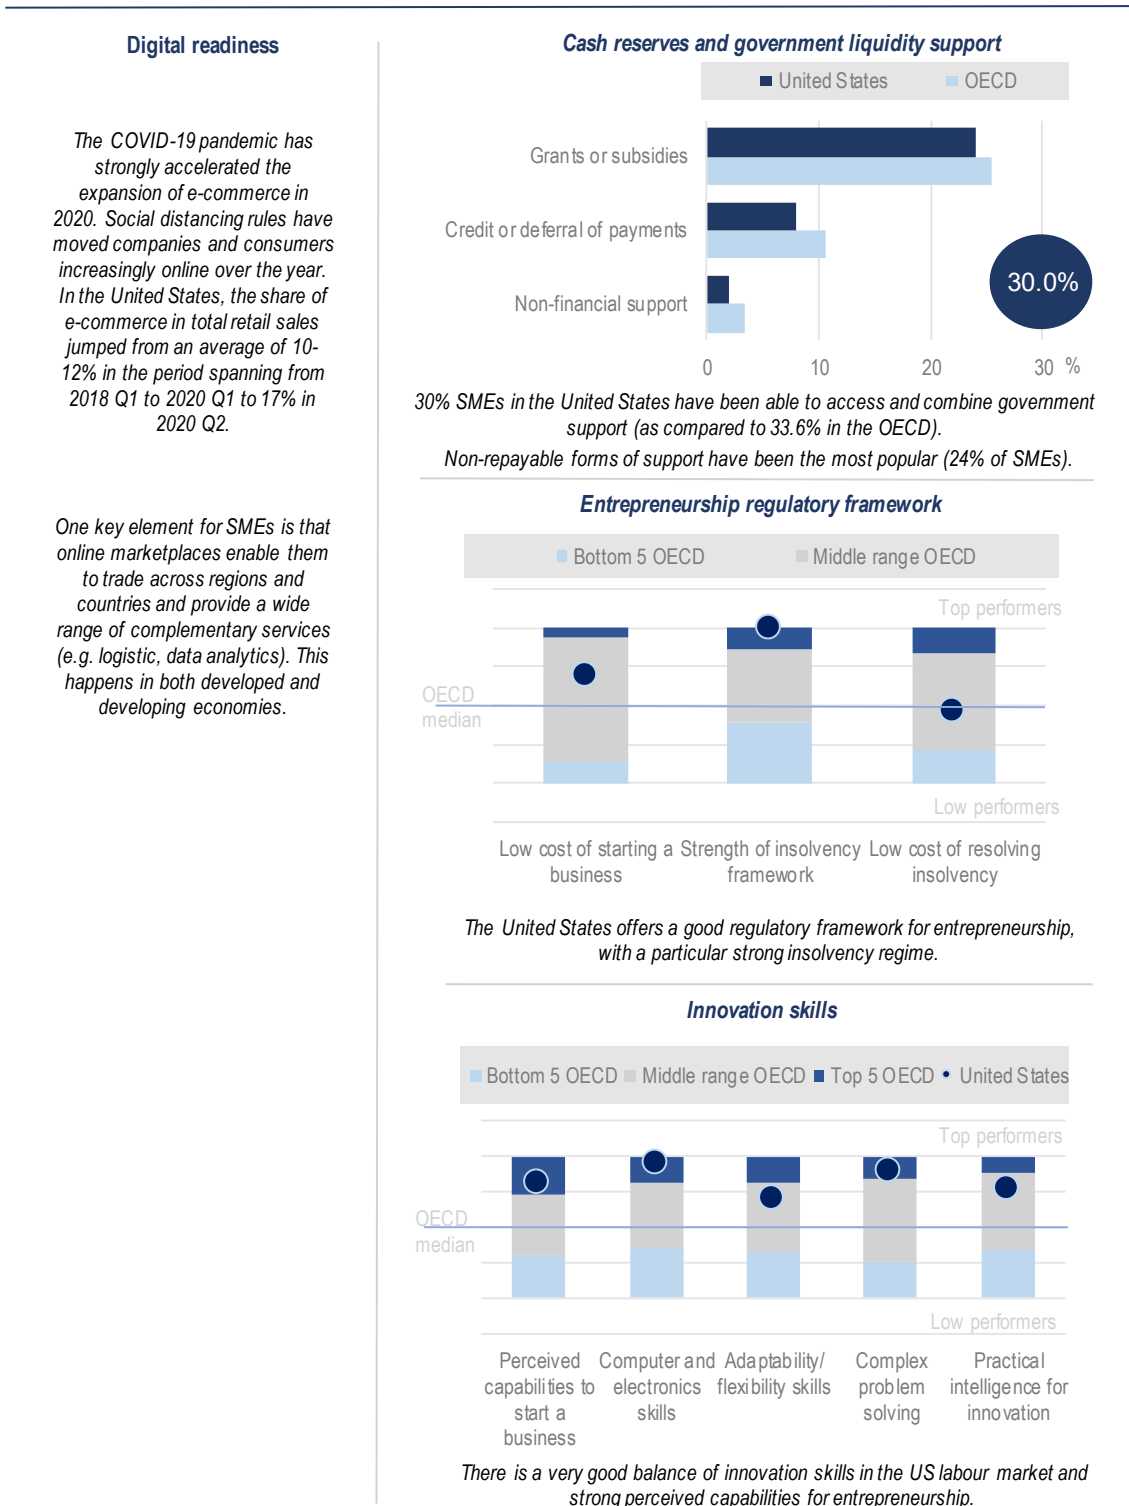 Digital readiness
The COVID-19 pandemic has
strongly accelerated the
expansion of e-commerce in
2020. Social distancing rules have
moved companies and consumers
increasingly online over the year.
In the United States, the share of
e-commerce in total retail sales
jumped from an average of 10-
12% in the period spanning from
2018 Q1 to 2020 Q1 to 17% in
2020 Q2.
One key element for SMEs is that
online marketplaces enable them
to trade across regions and
countries and provide a wide
range of complementary services
(e.g. logistic, data analytics). This
happens in both developed and
developing economies.
Cash reserves and government liquidity support
United States OECD
Grants or subsidies
Credit or deferral of payments
Non-financial support
30.0%
0 10 20 30 %
30% SMEs in the United States have been able to access and combine government
support (as compared to 33.6% in the OECD).
Non-repayable forms of support have been the most popular (24% of SMEs).
Entrepreneurship regulatory framework
Bottom 5 OECD Middle range OECD
Top performers
OECD
median
Low performers
Low cost of starting a
business
Strength of insolvency
framework
Low cost of resolving
insolvency
The United States offers a good regulatory framework for entrepreneurship,
with a particular strong insolvency regime.
Innovation skills
Bottom 5 OECD Middle range OECD Top 5 OECD United States
Top performers
OECD
median
Low performers
Perceived
capabilities to
start a
business
Computer and
electronics
skills
Adaptability/
flexibility skills
Complex
problem
solving
Practical
intelligence for
innovation
There is a very good balance of innovation skills in the US labour market and
strong perceived capabilities for entrepreneurship.